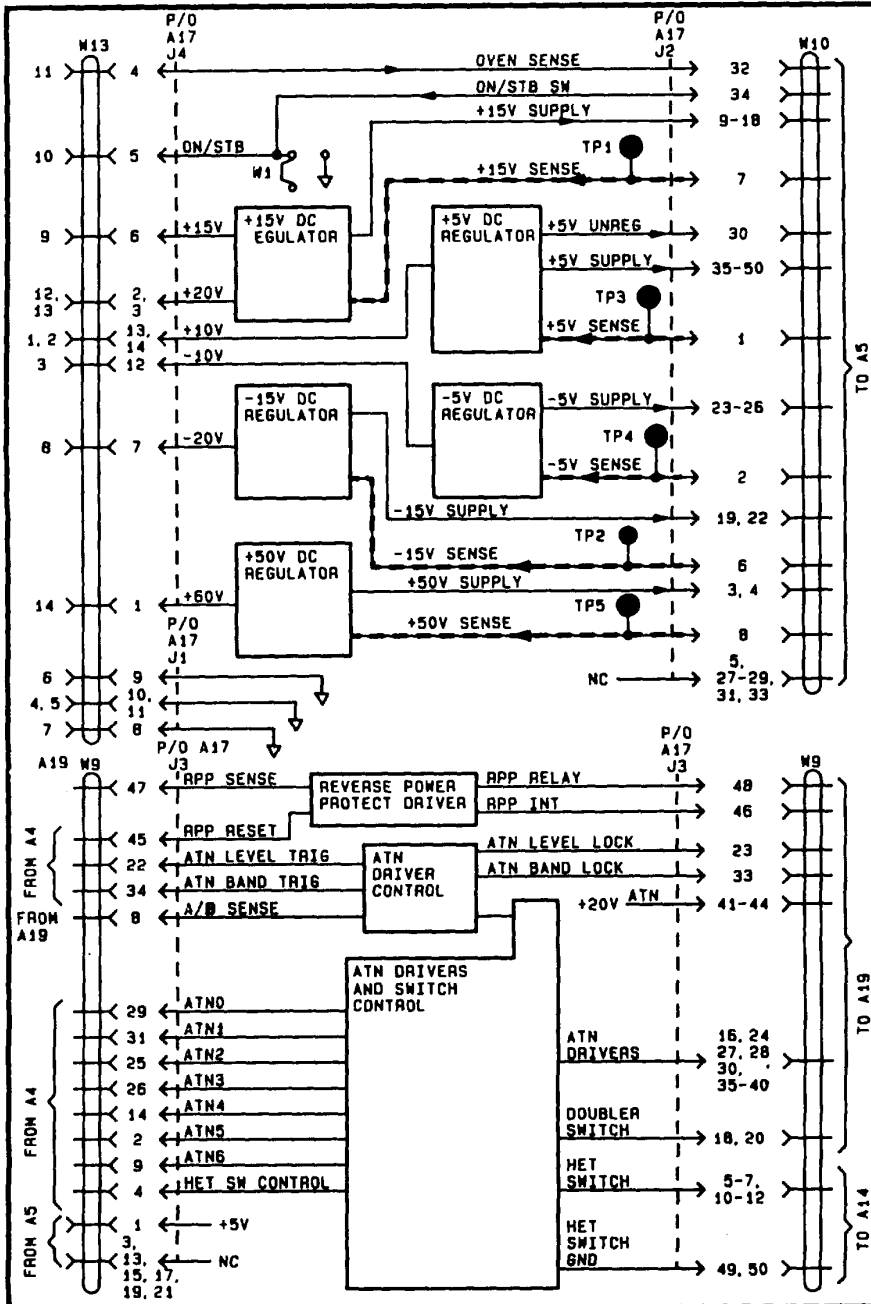 P/O
A17
J4
P/O
A17
J2
W13
W10
11 4 OVEN SENSE 32
ON/STB SW 34
+15V SUPPLY 9-18
10 5 ON/STB
W1
TP1
+15V SENSE 7
9 6 +15V
+15V DC
EGULATOR
+5V DC
REGULATOR
+5V UNREG 30
+5V SUPPLY 35-50
12,
13
2,
3
+20V
TP3
1, 2
13,
14
+10V
+5V SENSE 1
3 12 -10V
TO A5
-15V DC
REGULATOR
-5V DC
REGULATOR
-5V SUPPLY 23-26
8 7 -20V
TP4
-5V SENSE 2
-15V SUPPLY 19, 22
TP2
-15V SENSE 6
+50V DC
REGULATOR
+50V SUPPLY 3, 4
14 1 +60V
TP5
+50V SENSE 8
P/O
A17
J1
6 9
4, 5
10,
11
7 8
NC
5,
27-29,
31, 33
A19 W9
P/O A17
J3
P/O
A17
J3
W9
47 RPP SENSE
REVERSE POWER
PROTECT DRIVER
RPP RELAY 48
RPP INT 46
45 RPP RESET
FROM A4
22 ATN LEVEL TRIG
34 ATN BAND TRIG
ATN
DRIVER
CONTROL
ATN LEVEL LOCK 23
ATN BAND LOCK 33
FROM
A19
8 A/B SENSE
+20V ATN 41-44
TO A19
ATN DRIVERS
AND SWITCH
CONTROL
FROM A4
29 ATN0
31 ATN1
25 ATN2
26 ATN3
14 ATN4
2 ATN5
9 ATN6
4 HET SW CONTROL
ATN
DRIVERS
16, 24
27, 28
30,
35-40
DOUBLER
SWITCH
18, 20
HET
SWITCH
5-7,
10-12
TO A14
FROM A5
1 +5V
3,
13,
15, 17,
19, 21
NC
HET
SWITCH
GND
49, 50